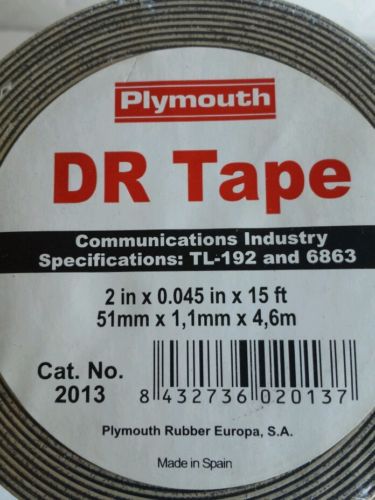 Plymouth
DR Tape
Communications Industry
Specifications: TL-192 and 6863
2 in x 0.045 in x 15 ft
51mm x 1,1mm x 4,6m
Cat. No.
2013
8 432736 020137
Plymouth Rubber Europa, S.A.
Made in Spain